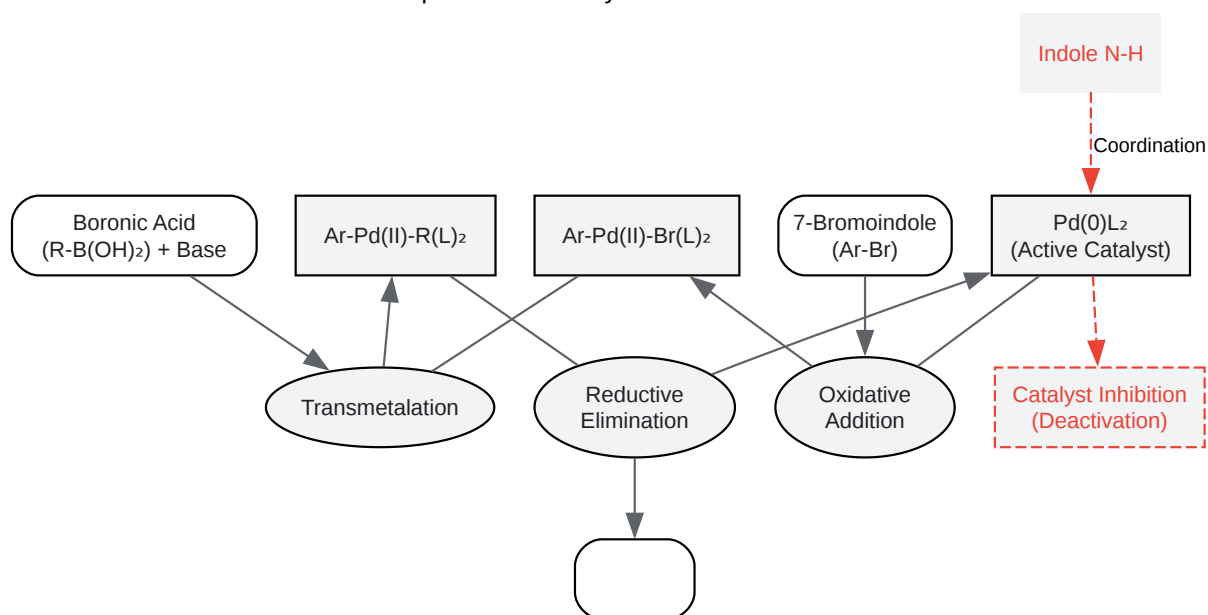 Indole N-H
Coordination
Boronic Acid
(R-B(OH)₂) + Base
Ar-Pd(II)-R(L)₂
Ar-Pd(II)-Br(L)₂
7-Bromoindole
(Ar-Br)
Pd(0)L₂
(Active Catalyst)
Transmetalation
Reductive
Elimination
Oxidative
Addition
Catalyst Inhibition
(Deactivation)